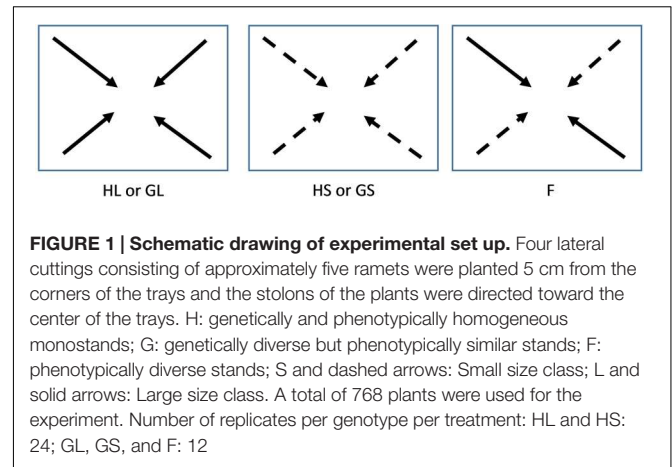 HL or GL
HS or GS
F
FIGURE 1 | Schematic drawing of experimental set up. Four lateral
cuttings consisting of approximately five ramets were planted 5 cm from the
corners of the trays and the stolons of the plants were directed toward the
center of the trays. H: genetically and phenotypically homogeneous
monostands; G: genetically diverse but phenotypically similar stands; F:
phenotypically diverse stands; S and dashed arrows: Small size class; L and
solid arrows: Large size class. A total of 768 plants were used for the
experiment. Number of replicates per genotype per treatment: HL and HS:
24; GL, GS, and F: 12